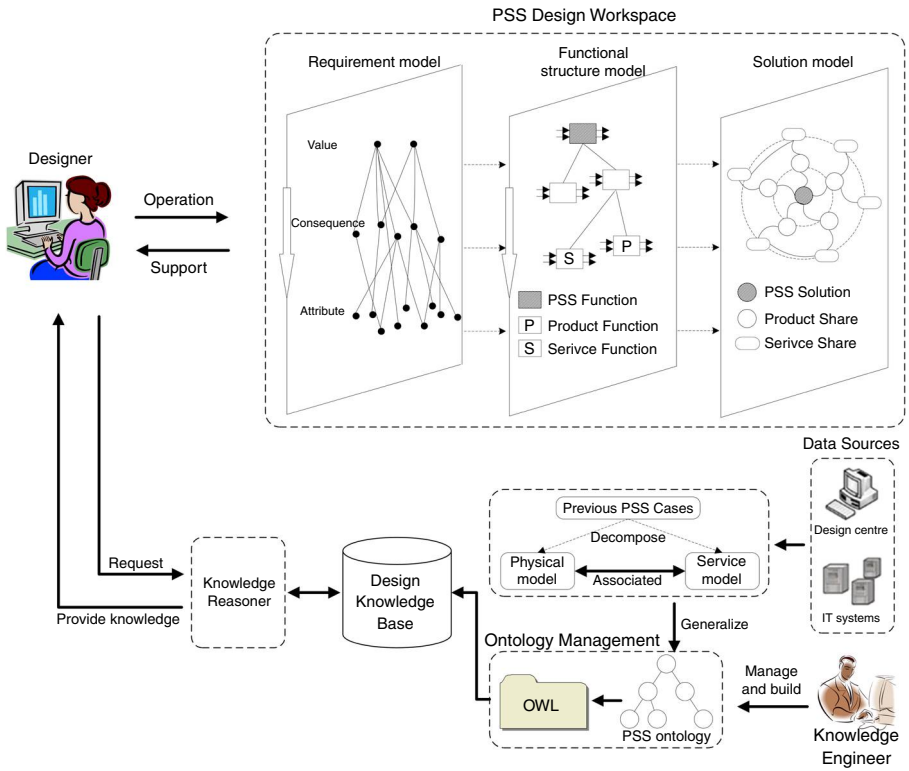 PSS Design Workspace
Requirement model
Functional
structure model
Solution model
Value
Consequence
Attribute
S
P
PSS Function
P
Product Function
S
Serivce Function
PSS Solution
Product Share
Serivce Share
Designer
Operation
Support
Data Sources
Design centre
IT systems
Previous PSS Cases
Decompose
Physical
model
Associated
Service
model
Request
Provide knowledge
Knowledge
Reasoner
Design
Knowledge
Base
Generalize
Ontology Management
OWL
PSS ontology
Manage
and build
Knowledge
Engineer